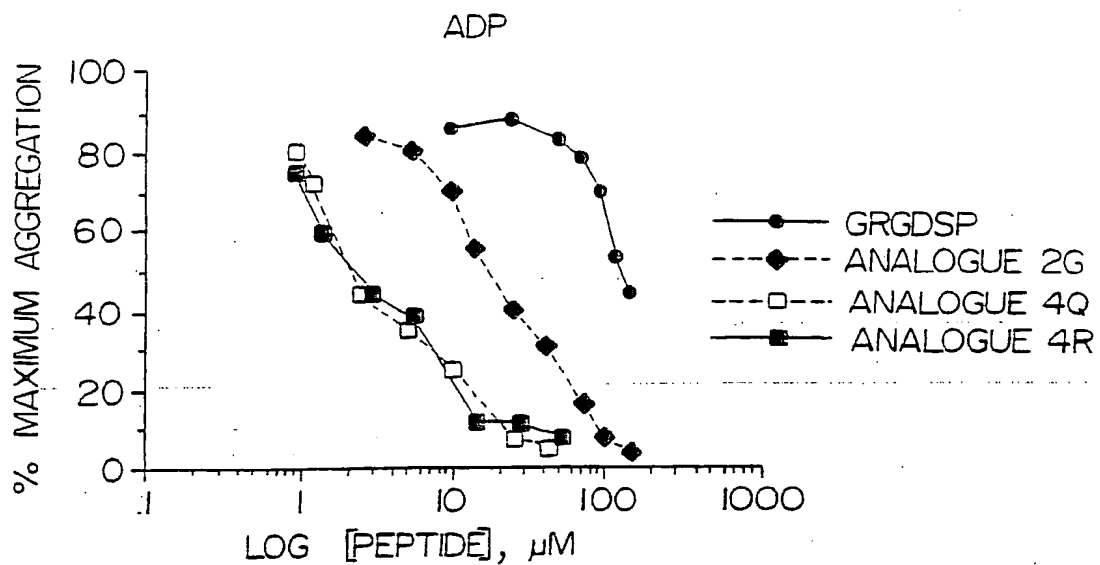 ADP
% MAXIMUM AGGREGATION
100
80
60
40
20
0
.1
1
10
100
1000
LOG [PEPTIDE], µM
GRGDSP
ANALOGUE 2G
ANALOGUE 4Q
ANALOGUE 4R